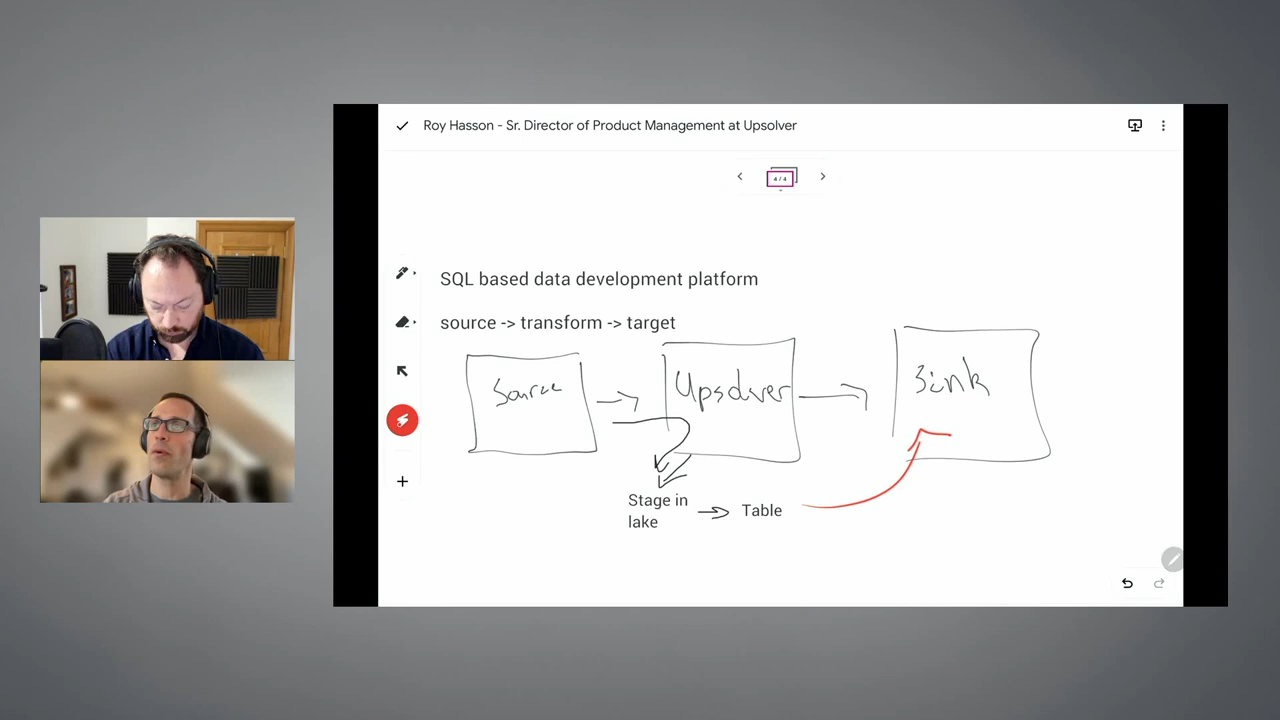 Roy Hasson - Sr. Director of Product Management at Upsolver
4 / 4
SQL based data development platform
source -> transform -> target
Source
Upsolver
Sink
Stage in
lake
Table